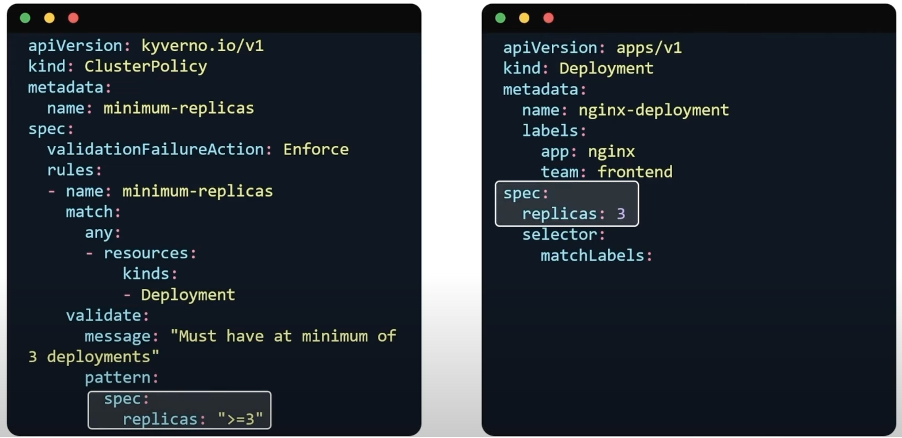 apiVersion: kyverno.io/v1
kind: ClusterPolicy
metadata:
  name: minimum-replicas
spec:
  validationFailureAction: Enforce
  rules:
  - name: minimum-replicas
    match:
      any:
      - resources:
          kinds:
          - Deployment
    validate:
      message: "Must have at minimum of
3 deployments"
      pattern:
        spec:
          replicas: ">=3"
apiVersion: apps/v1
kind: Deployment
metadata:
  name: nginx-deployment
  labels:
    app: nginx
    team: frontend
spec:
  replicas: 3
  selector:
    matchLabels: